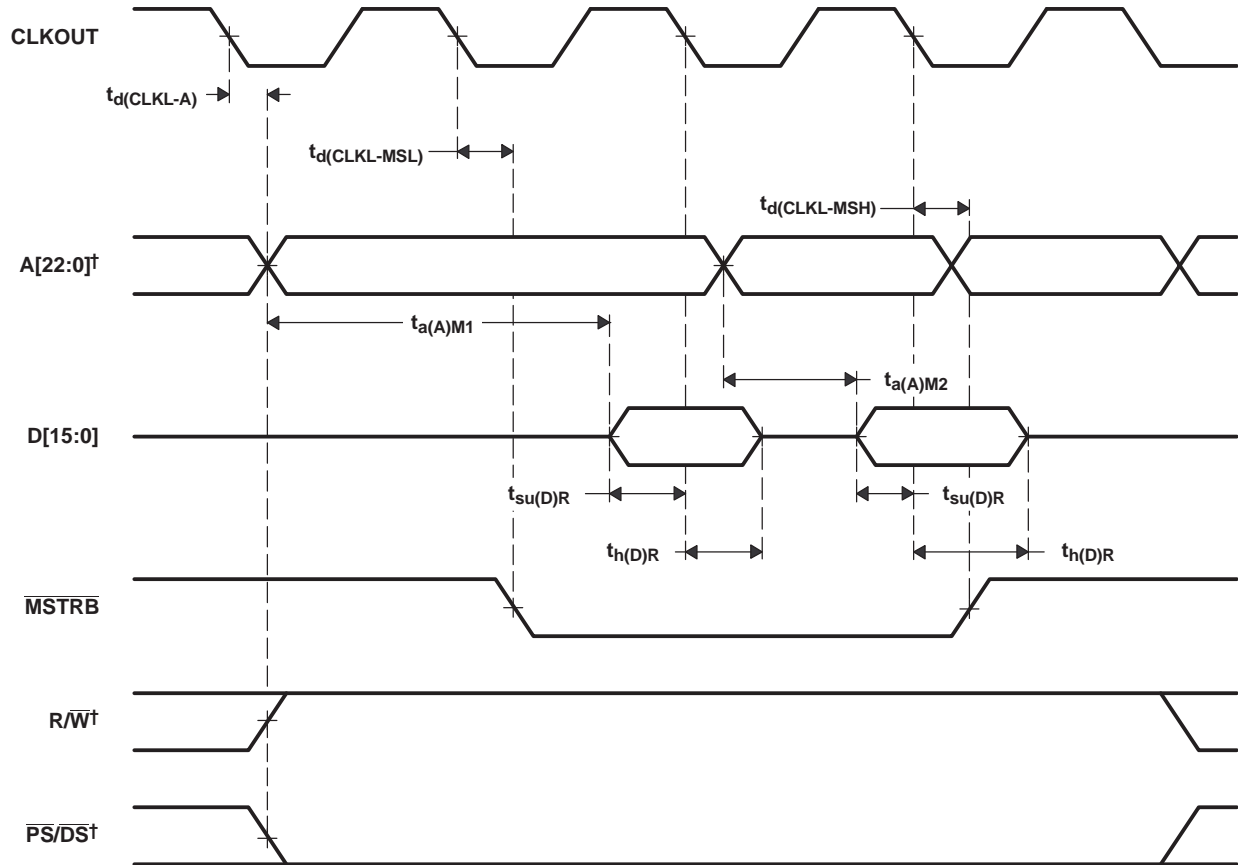 CLKOUT
td(CLKL-A)
td(CLKL-MSL)
td(CLKL-MSH)
A[22:0]†
ta(A)M1
ta(A)M2
D[15:0]
tsu(D)R
tsu(D)R
th(D)R
th(D)R
MSTRB
R/W†
PS/DS†